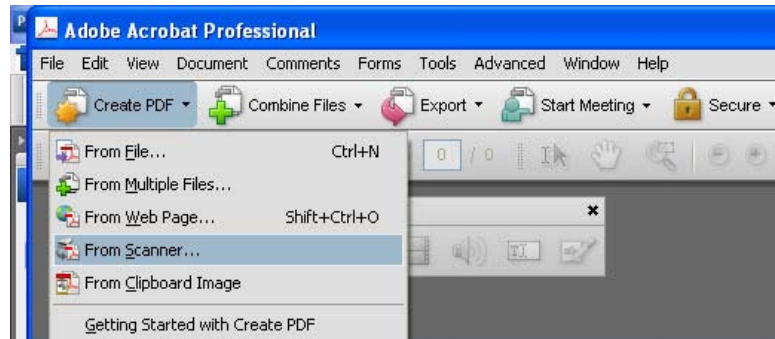 Adobe Acrobat Professional
File Edit View Document Comments Forms Tools Advanced Window Help
Create PDF Combine Files Export Start Meeting Secure
From File... Ctrl+N
0 / 0
From Multiple Files...
From Web Page... Shift+Ctrl+O
From Scanner...
From Clipboard Image
Getting Started with Create PDF